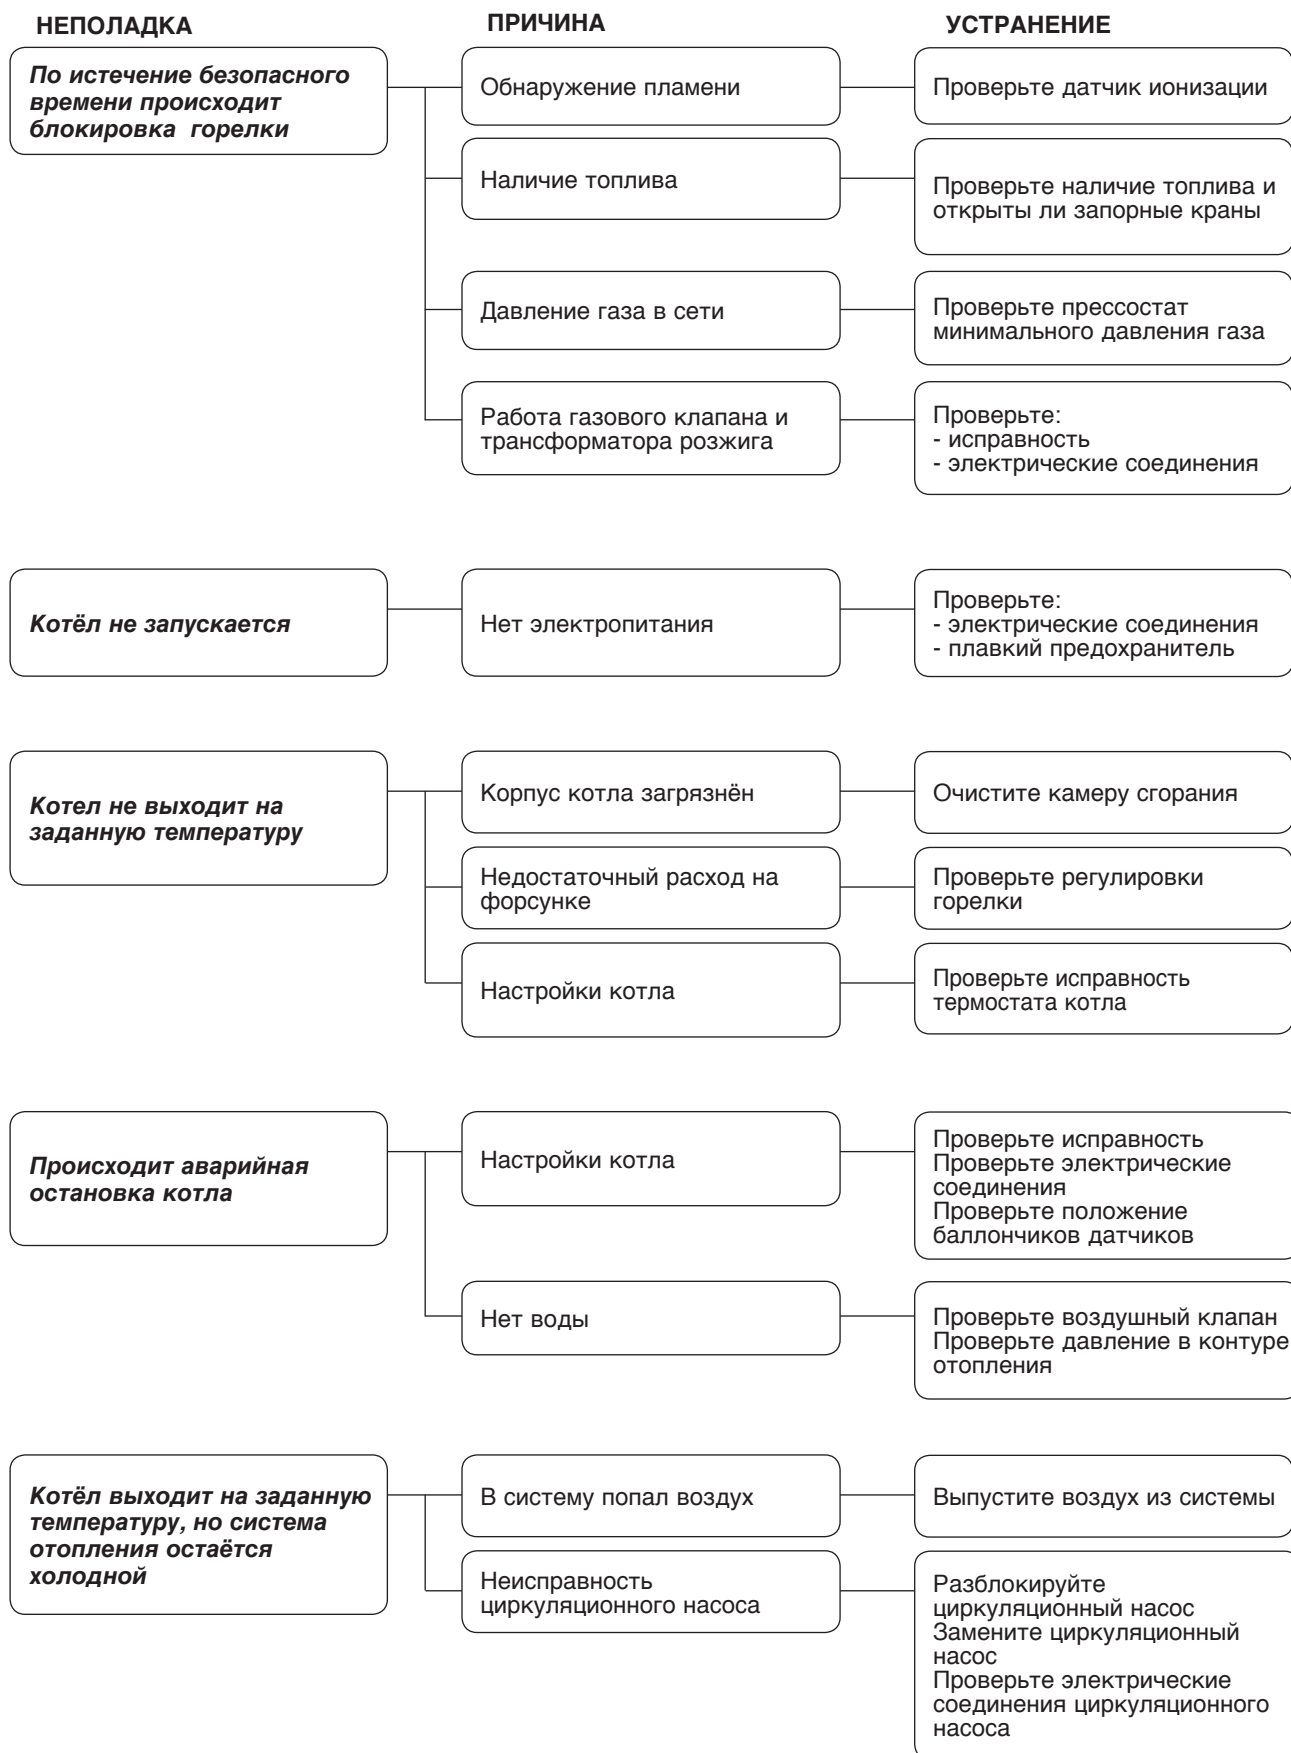 НЕПОЛАДКА
ПРИЧИНА
УСТРАНЕНИЕ
По истечение безопасного
времени происходит
блокировка горелки
Обнаружение пламени
Проверьте датчик ионизации
Наличие топлива
Проверьте наличие топлива и
открыты ли запорные краны
Давление газа в сети
Проверьте прессостат
минимального давления газа
Работа газового клапана и
трансформатора розжига
Проверьте:
- исправность
- электрические соединения
Котёл не запускается
Нет электропитания
Проверьте:
- электрические соединения
- плавкий предохранитель
Котел не выходит на
заданную температуру
Корпус котла загрязнён
Очистите камеру сгорания
Недостаточный расход на
форсунке
Проверьте регулировки
горелки
Настройки котла
Проверьте исправность
термостата котла
Происходит аварийная
остановка котла
Настройки котла
Проверьте исправность
Проверьте электрические
соединения
Проверьте положение
баллончиков датчиков
Нет воды
Проверьте воздушный клапан
Проверьте давление в контуре
отопления
Котёл выходит на заданную
температуру, но система
отопления остаётся
холодной
В систему попал воздух
Выпустите воздух из системы
Неисправность
циркуляционного насоса
Разблокируйте
циркуляционный насос
Замените циркуляционный
насос
Проверьте электрические
соединения циркуляционного
насоса